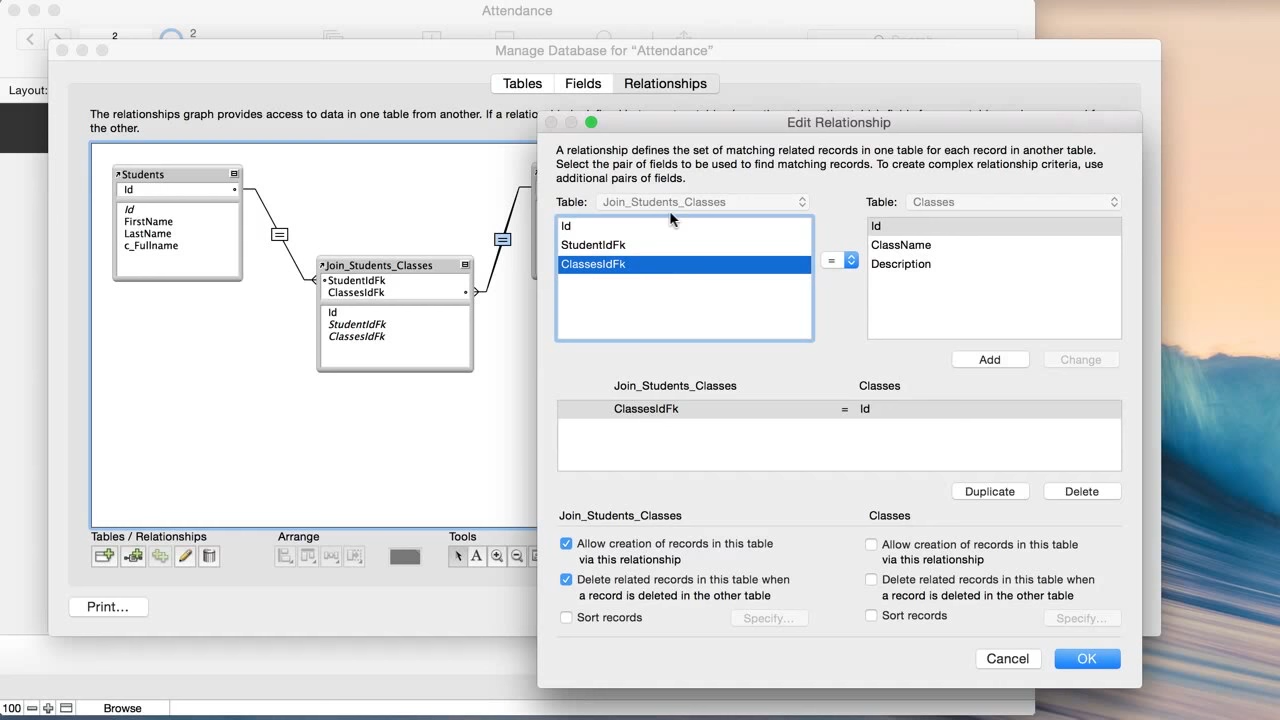 Attendance
2
2
Search
Layout:
Manage Database for “Attendance”
Tables
Fields
Relationships
The relationships graph provides access to data in one table from another. If a relatio
the other.
Students
Id
Id
FirstName
LastName
c_Fullname
Join_Students_Classes
StudentIdFk
ClassesIdFk
Id
StudentIdFk
ClassesIdFk
Tables / Relationships
Arrange
Tools
A
Print...
Edit Relationship
A relationship defines the set of matching related records in one table for each record in another table.
Select the pair of fields to be used to find matching records. To create complex relationship criteria, use
additional pairs of fields.
Table: Join_Students_Classes
Table: Classes
Id
StudentIdFk
ClassesIdFk
=
Id
ClassName
Description
Add
Change
Join_Students_Classes
Classes
ClassesIdFk = Id
Duplicate
Delete
Join_Students_Classes
Allow creation of records in this table
via this relationship
Delete related records in this table when
a record is deleted in the other table
Sort records
Specify...
Classes
Allow creation of records in this table
via this relationship
Delete related records in this table when
a record is deleted in the other table
Sort records
Specify...
Cancel
OK
100
Browse